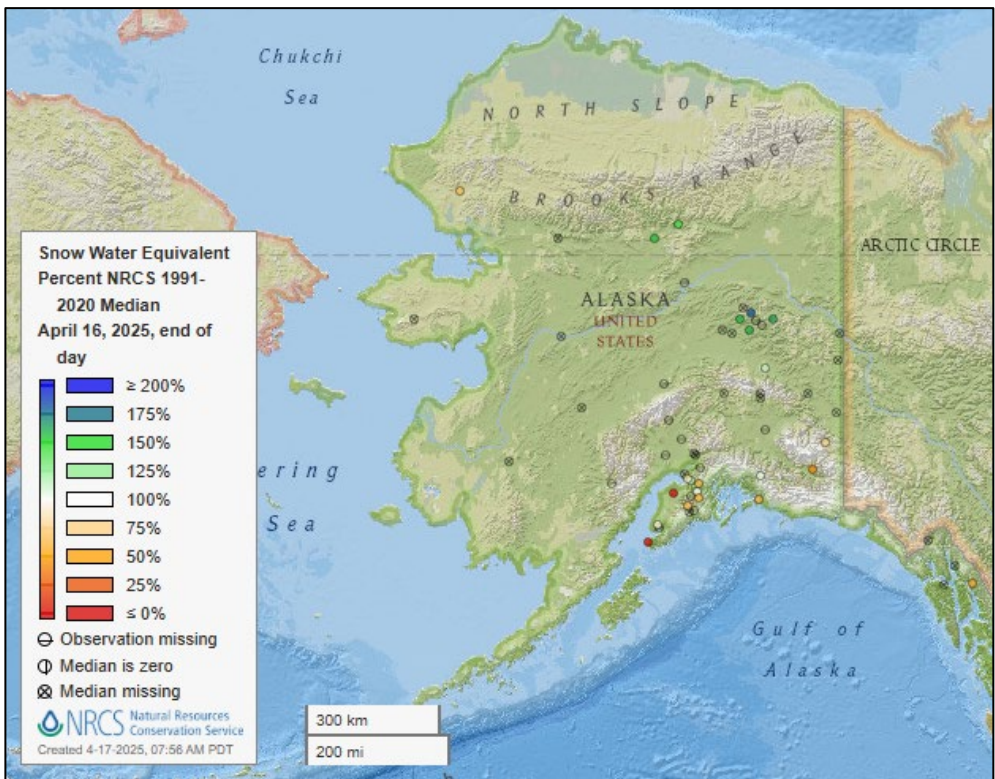 Chukchi
Sea
NORTH SLOPE
BROOKS RANGE
ARCTIC CIRCLE
ALASKA
UNITED
STATES
ering
Sea
Gulf of
Alaska
Snow Water Equivalent
Percent NRCS 1991-
2020 Median
April 16, 2025, end of
day
≥ 200%
175%
150%
125%
100%
75%
50%
25%
≤ 0%
Observation missing
Median is zero
Median missing
NRCS Natural Resources
Conservation Service
Created 4-17-2025, 07:56 AM PDT
300 km
200 mi